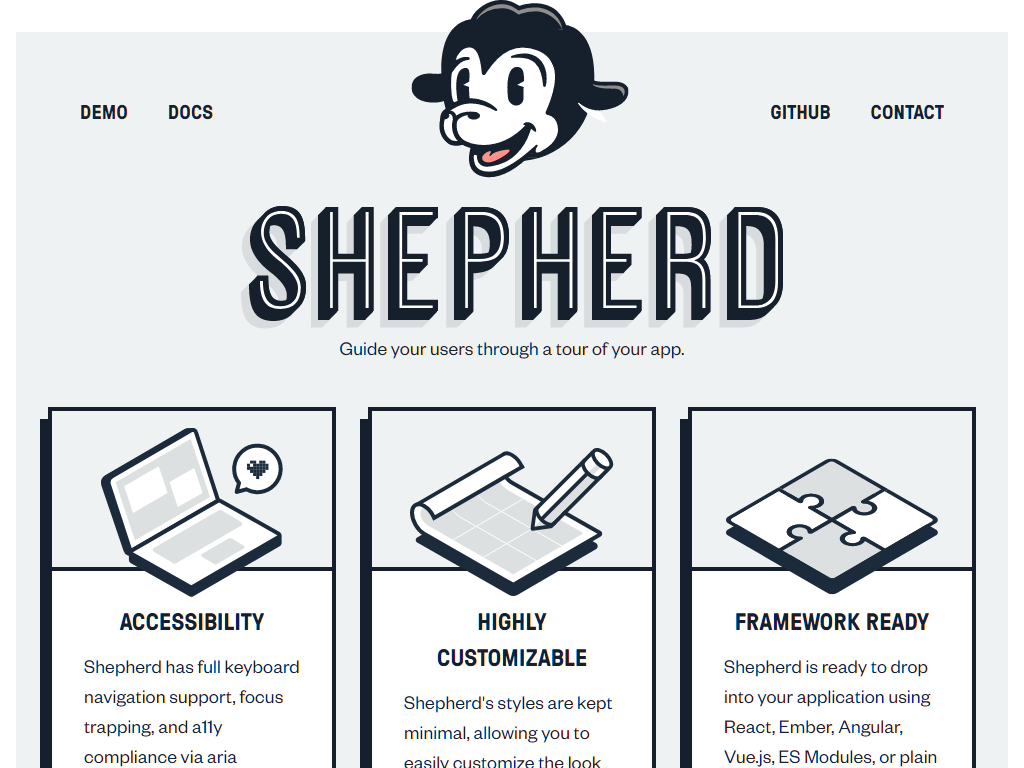 DEMO
DOCS
GITHUB
CONTACT
SHEPHERD
Guide your users through a tour of your app.
ACCESSIBILITY
Shepherd has full keyboard
navigation support, focus
trapping, and a11y
compliance via aria
HIGHLY
CUSTOMIZABLE
Shepherd's styles are kept
minimal, allowing you to
easily customize the look
FRAMEWORK READY
Shepherd is ready to drop
into your application using
React, Ember, Angular,
Vue.js, ES Modules, or plain